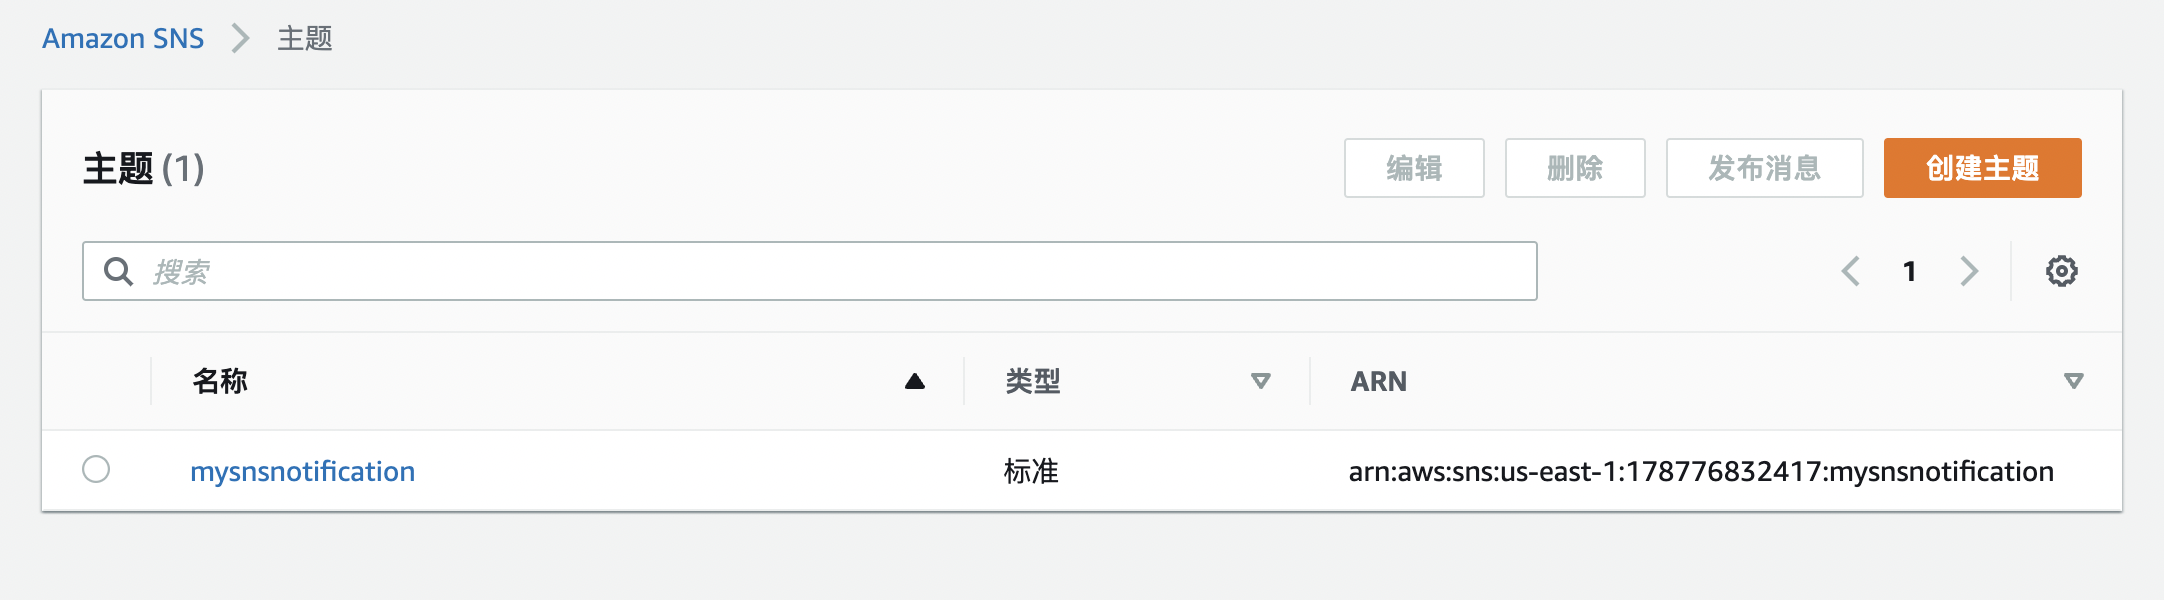 Amazon SNS 主题
主题 (1) 编辑 删除 发布消息 创建主题
搜索 1
名称 类型 ARN
mysnsnotification 标准 arn:aws:sns:us-east-1:178776832417:mysnsnotification